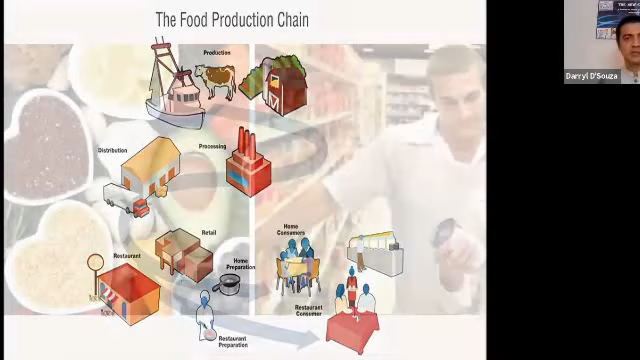 The Food Production Chain
Production
Distribution
Processing
Retail
Home
Consumers
Restaurant
Home
Preparation
Restaurant
Consumer
Restaurant
Preparation
Darryl D'Souza